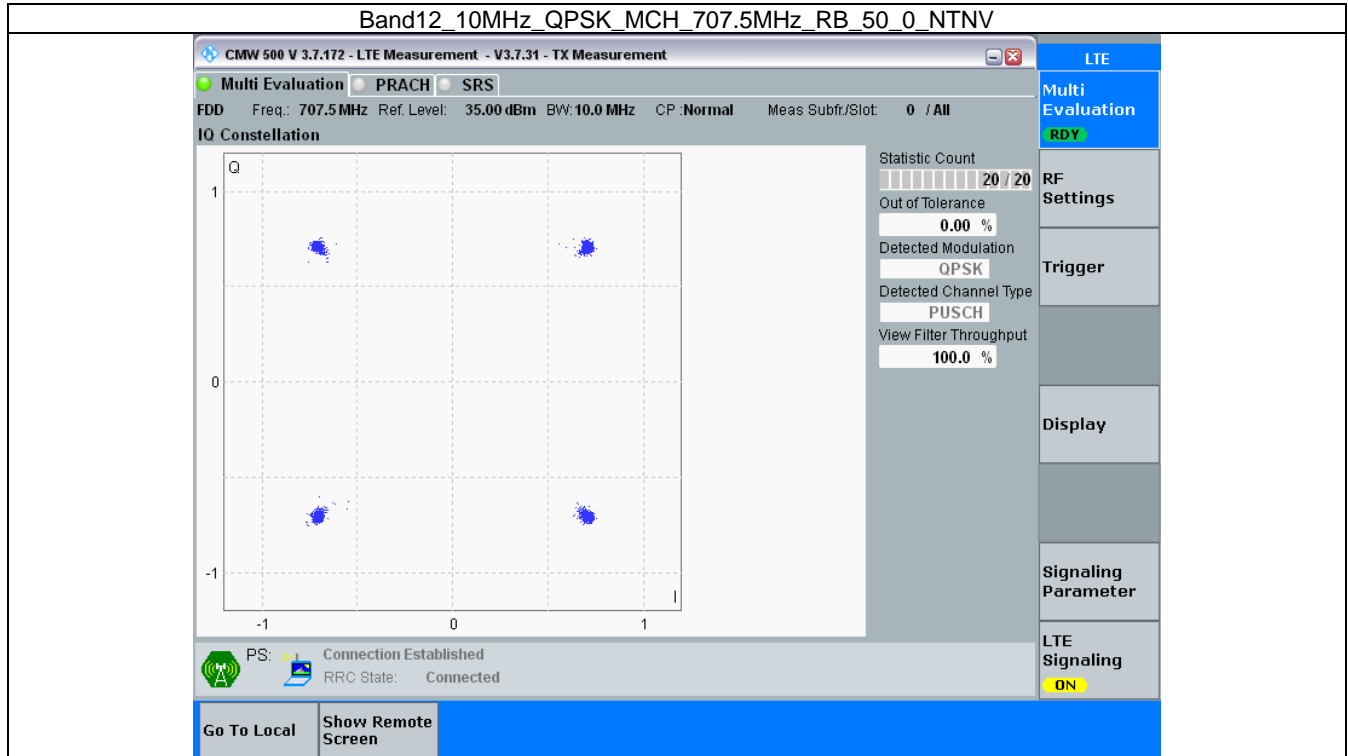 Band12_10MHz_QPSK_MCH_707.5MHz_RB_50_0_NTNV
CMW 500 V 3.7.172 - LTE Measurement - V3.7.31 - TX Measurement
LTE
Multi Evaluation PRACH SRS
FDD Freq.: 707.5 MHz Ref. Level: 35.00 dBm BW: 10.0 MHz CP :Normal Meas Subfr./Slot: 0 / All
IQ Constellation
Multi
Evaluation
RDY
Q
1
0
-1
I
-1 0 1
Statistic Count
20 / 20
Out of Tolerance
0.00 %
Detected Modulation
QPSK
Detected Channel Type
PUSCH
View Filter Throughput
100.0 %
RF
Settings
Trigger
Display
Signaling
Parameter
LTE
Signaling
ON
PS: Connection Established
RRC State: Connected
Go To Local
Show Remote
Screen